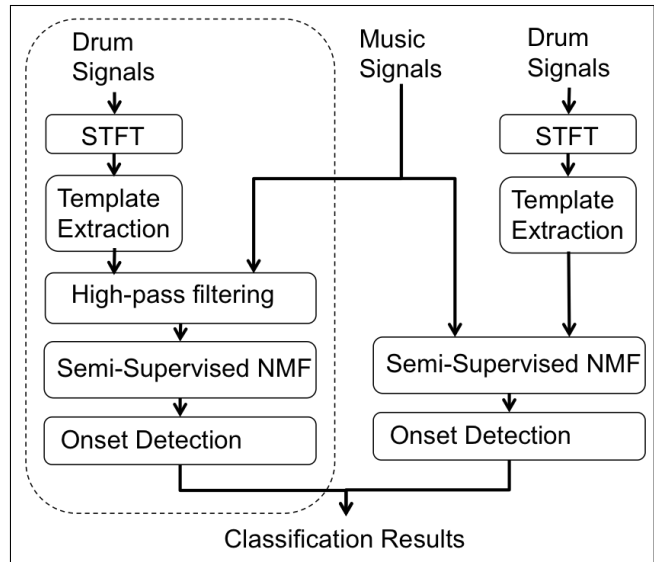 Drum
Signals
STFT
Template
Extraction
High-pass filtering
Semi-Supervised NMF
Onset Detection
Music
Signals
Drum
Signals
STFT
Template
Extraction
Semi-Supervised NMF
Onset Detection
Classification Results